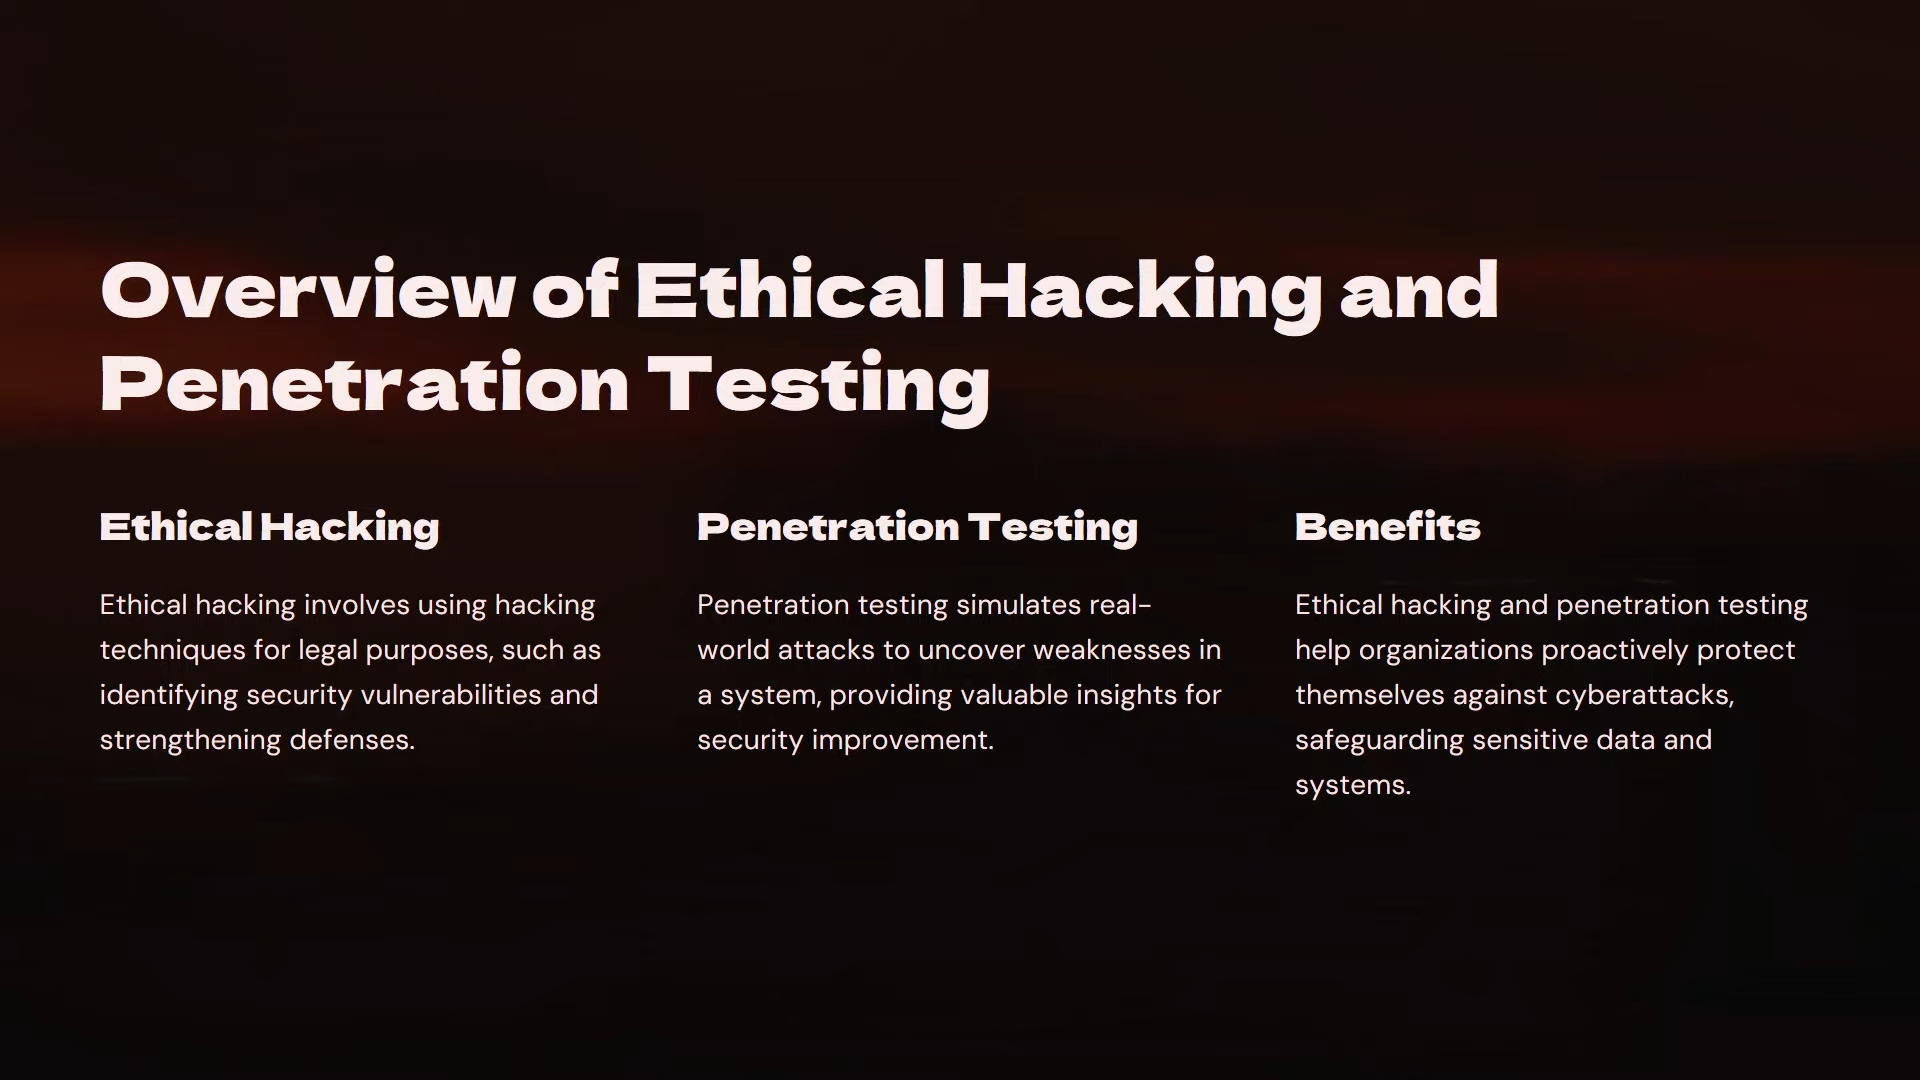 Overview of Ethical Hacking and
Penetration Testing
Ethical Hacking
Ethical hacking involves using hacking
techniques for legal purposes, such as
identifying security vulnerabilities and
strengthening defenses.
Penetration Testing
Penetration testing simulates real-
world attacks to uncover weaknesses in
a system, providing valuable insights for
security improvement.
Benefits
Ethical hacking and penetration testing
help organizations proactively protect
themselves against cyberattacks,
safeguarding sensitive data and
systems.